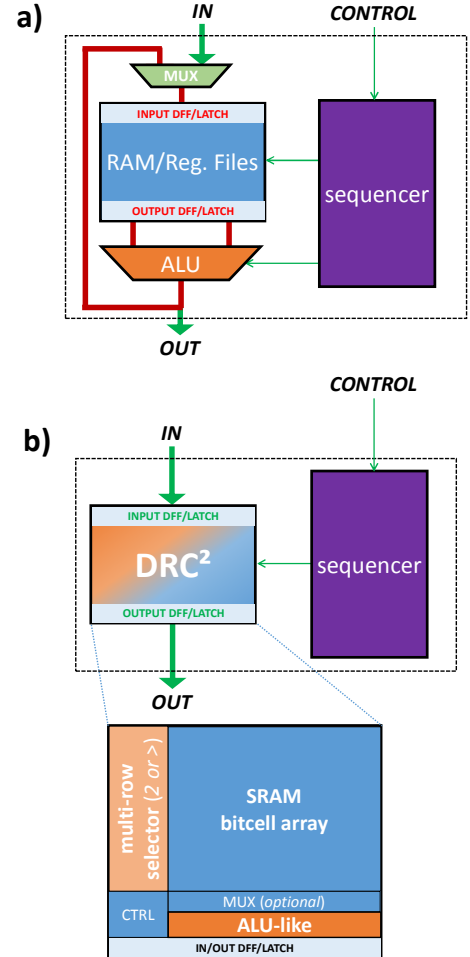 a)
IN
CONTROL
MUX
INPUT DFF/LATCH
RAM/Reg. Files
OUTPUT DFF/LATCH
sequencer
ALU
OUT
CONTROL
b)
IN
INPUT DFF/LATCH
DRC²
OUTPUT DFF/LATCH
sequencer
OUT
multi-row
selector (2 or >)
SRAM
bitcell array
CTRL
MUX (optional)
ALU-like
IN/OUT DFF/LATCH